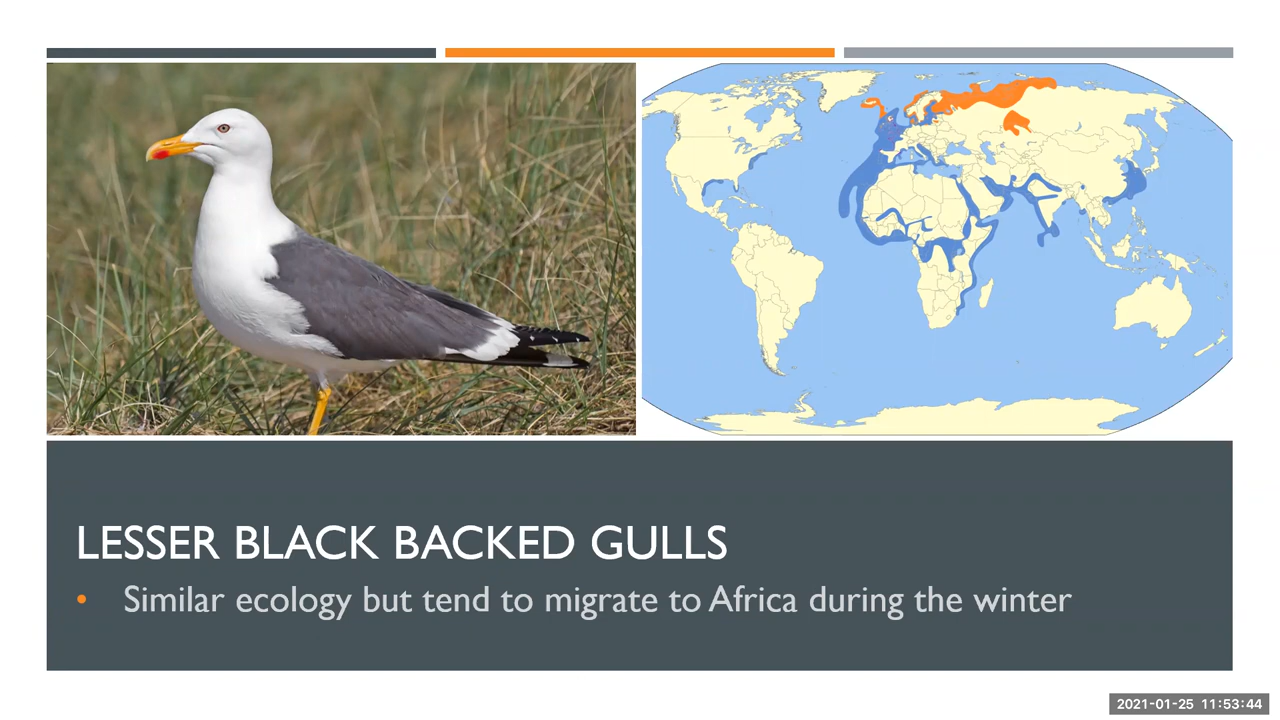 LESSER BLACK BACKED GULLS
• Similar ecology but tend to migrate to Africa during the winter
2021-01-25 11:53:44